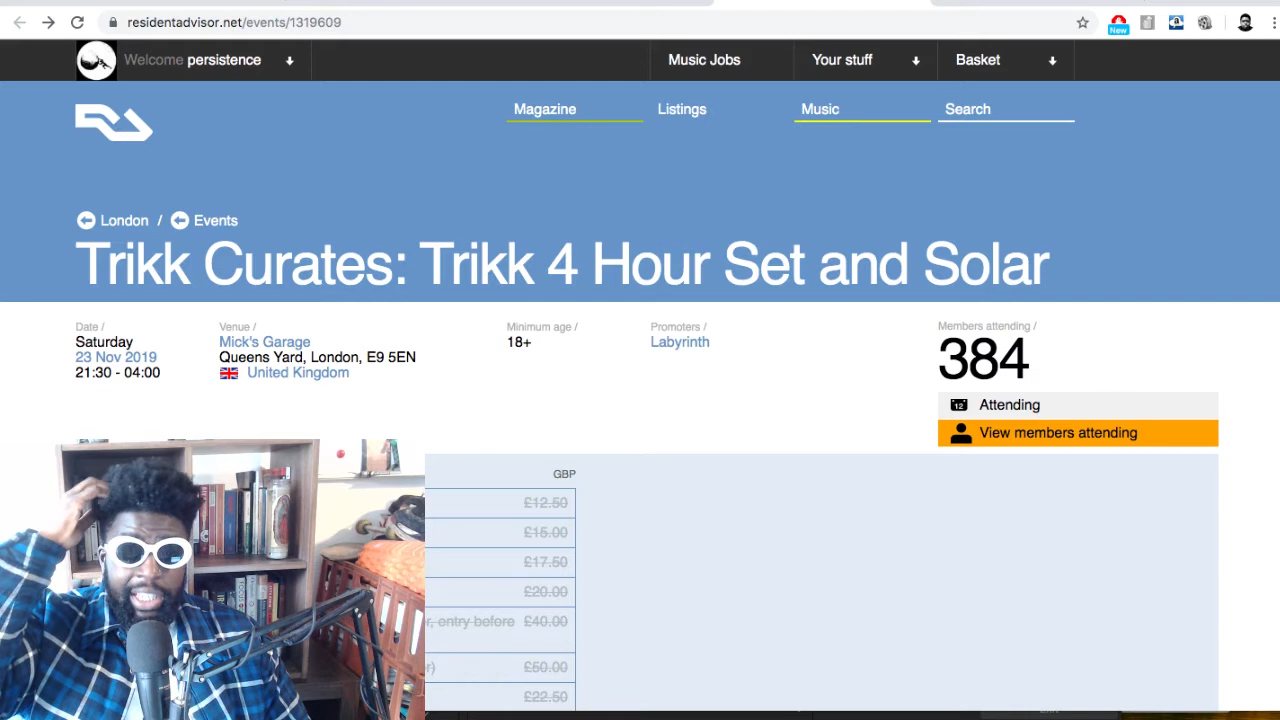 residentadvisor.net/events/1319609
New
Welcome persistence
Music Jobs
Your stuff
Basket
Magazine
Listings
Music
Search
London / Events
Trikk Curates: Trikk 4 Hour Set and Solar
Date /
Saturday
23 Nov 2019
21:30 - 04:00
Venue /
Mick's Garage
Queens Yard, London, E9 5EN
United Kingdom
Minimum age /
18+
Promoters /
Labyrinth
Members attending /
384
12 Attending
View members attending
GBP
£12.50
£15.00
£17.50
£20.00
r, entry before £40.00
r) £50.00
£22.50